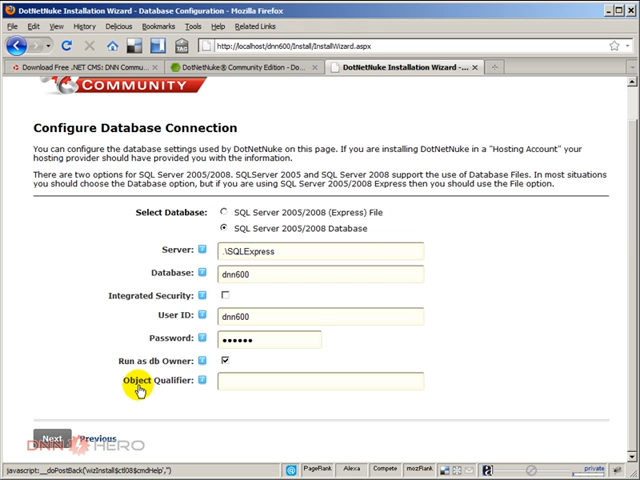 DotNetNuke Installation Wizard - Database Configuration - Mozilla Firefox
File Edit View History Delicious Bookmarks Tools Help Related Links
TAG http://localhost/dnn600/Install/InstallWizard.aspx
Download Free .NET CMS: DNN Commu... DotNetNuke® Community Edition - Do... DotNetNuke Installation Wizard -...
COMMUNITY
Configure Database Connection
You can configure the database settings used by DotNetNuke on this page. If you are installing DotNetNuke in a "Hosting Account" your
hosting provider should have provided you with the information.
There are two options for SQL Server 2005/2008. SQLServer 2005 and SQL Server 2008 support the use of Database Files. In most situations
you should choose the Database option, but if you are using SQL Server 2005/2008 Express then you should use the File option.
Select Database: SQL Server 2005/2008 (Express) File
SQL Server 2005/2008 Database
Server: ? .\SQLExpress
Database: ? dnn600
Integrated Security: ?
User ID: ? dnn600
Password: ? ••••••
Run as db Owner: ?
Object Qualifier: ?
Next Previous
DNN HERO
javascript:__doPostBack('wizInstall$ctl08$cmdHelp','') PageRank Alexa Compete mozRank